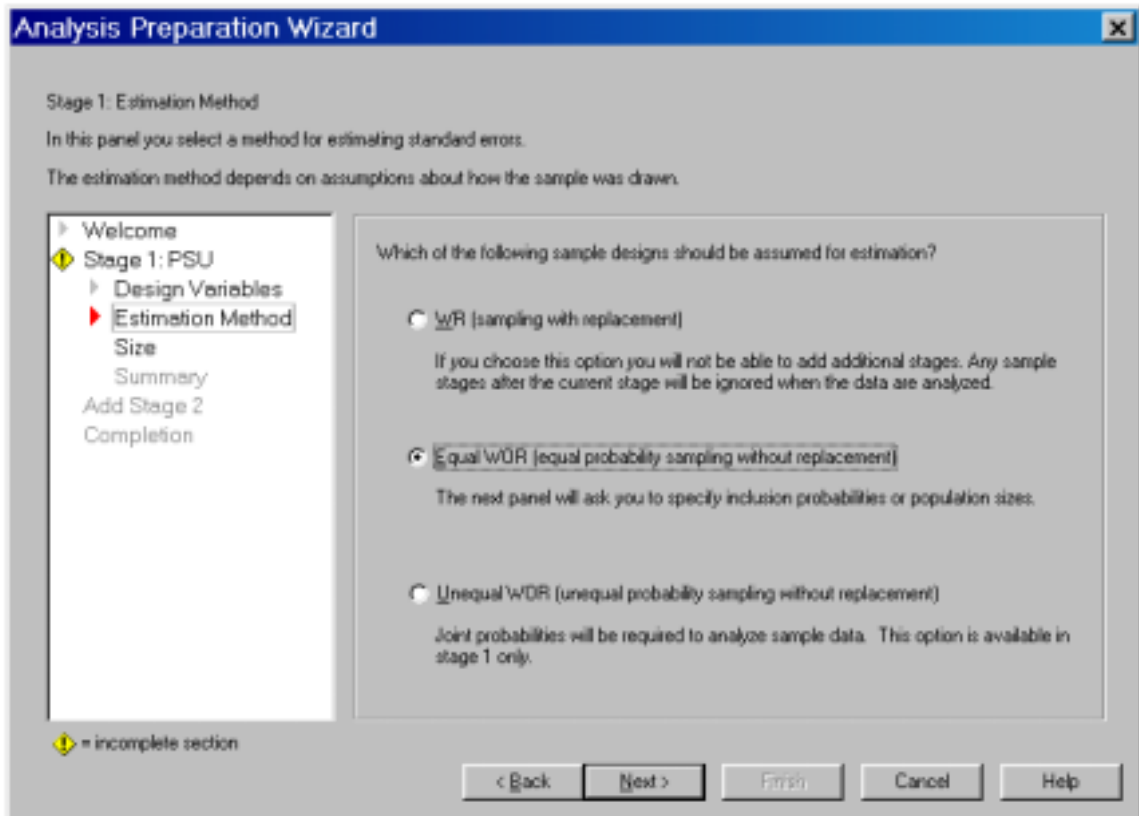 Analysis Preparation Wizard
Stage 1: Estimation Method
In this panel you select a method for estimating standard errors.
The estimation method depends on assumptions about how the sample was drawn.
Welcome
Stage 1: PSU
Design Variables
Estimation Method
Size
Summary
Add Stage 2
Completion
Which of the following sample designs should be assumed for estimation?
WR (sampling with replacement)
If you choose this option you will not be able to add additional stages. Any sample
stages after the current stage will be ignored when the data are analyzed.
Equal WOR (equal probability sampling without replacement)
The next panel will ask you to specify inclusion probabilities or population sizes.
Unequal WOR (unequal probability sampling without replacement)
Joint probabilities will be required to analyze sample data. This option is available in
stage 1 only.
= incomplete section
< Back
Next >
Finish
Cancel
Help